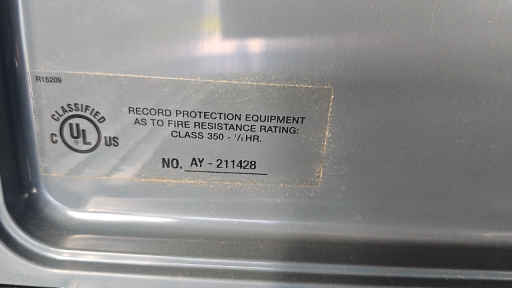 R15209
CLASSIFIED
C UL US
®
RECORD PROTECTION EQUIPMENT
AS TO FIRE RESISTANCE RATING:
CLASS 350 - ½ HR.
NO. AY - 211428